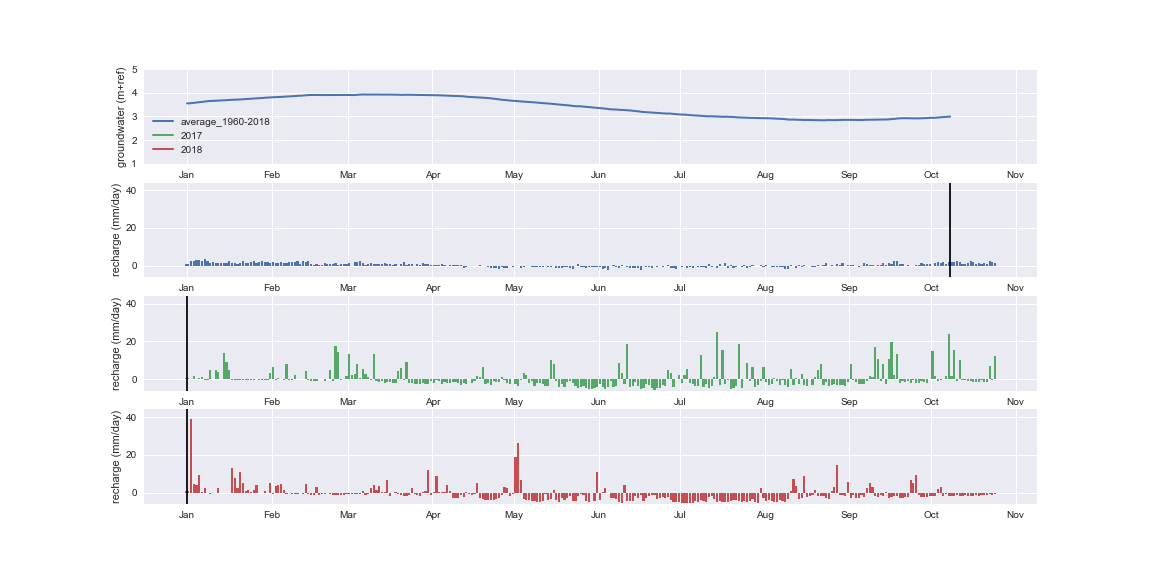 groundwater (m+ref)
5
4
3
2
1
average_1960-2018
2017
2018
Jan Feb Mar Apr May Jun Jul Aug Sep Oct Nov
recharge (mm/day)
40
20
0
Jan Feb Mar Apr May Jun Jul Aug Sep Oct Nov
recharge (mm/day)
40
20
0
Jan Feb Mar Apr May Jun Jul Aug Sep Oct Nov
recharge (mm/day)
40
20
0
Jan Feb Mar Apr May Jun Jul Aug Sep Oct Nov